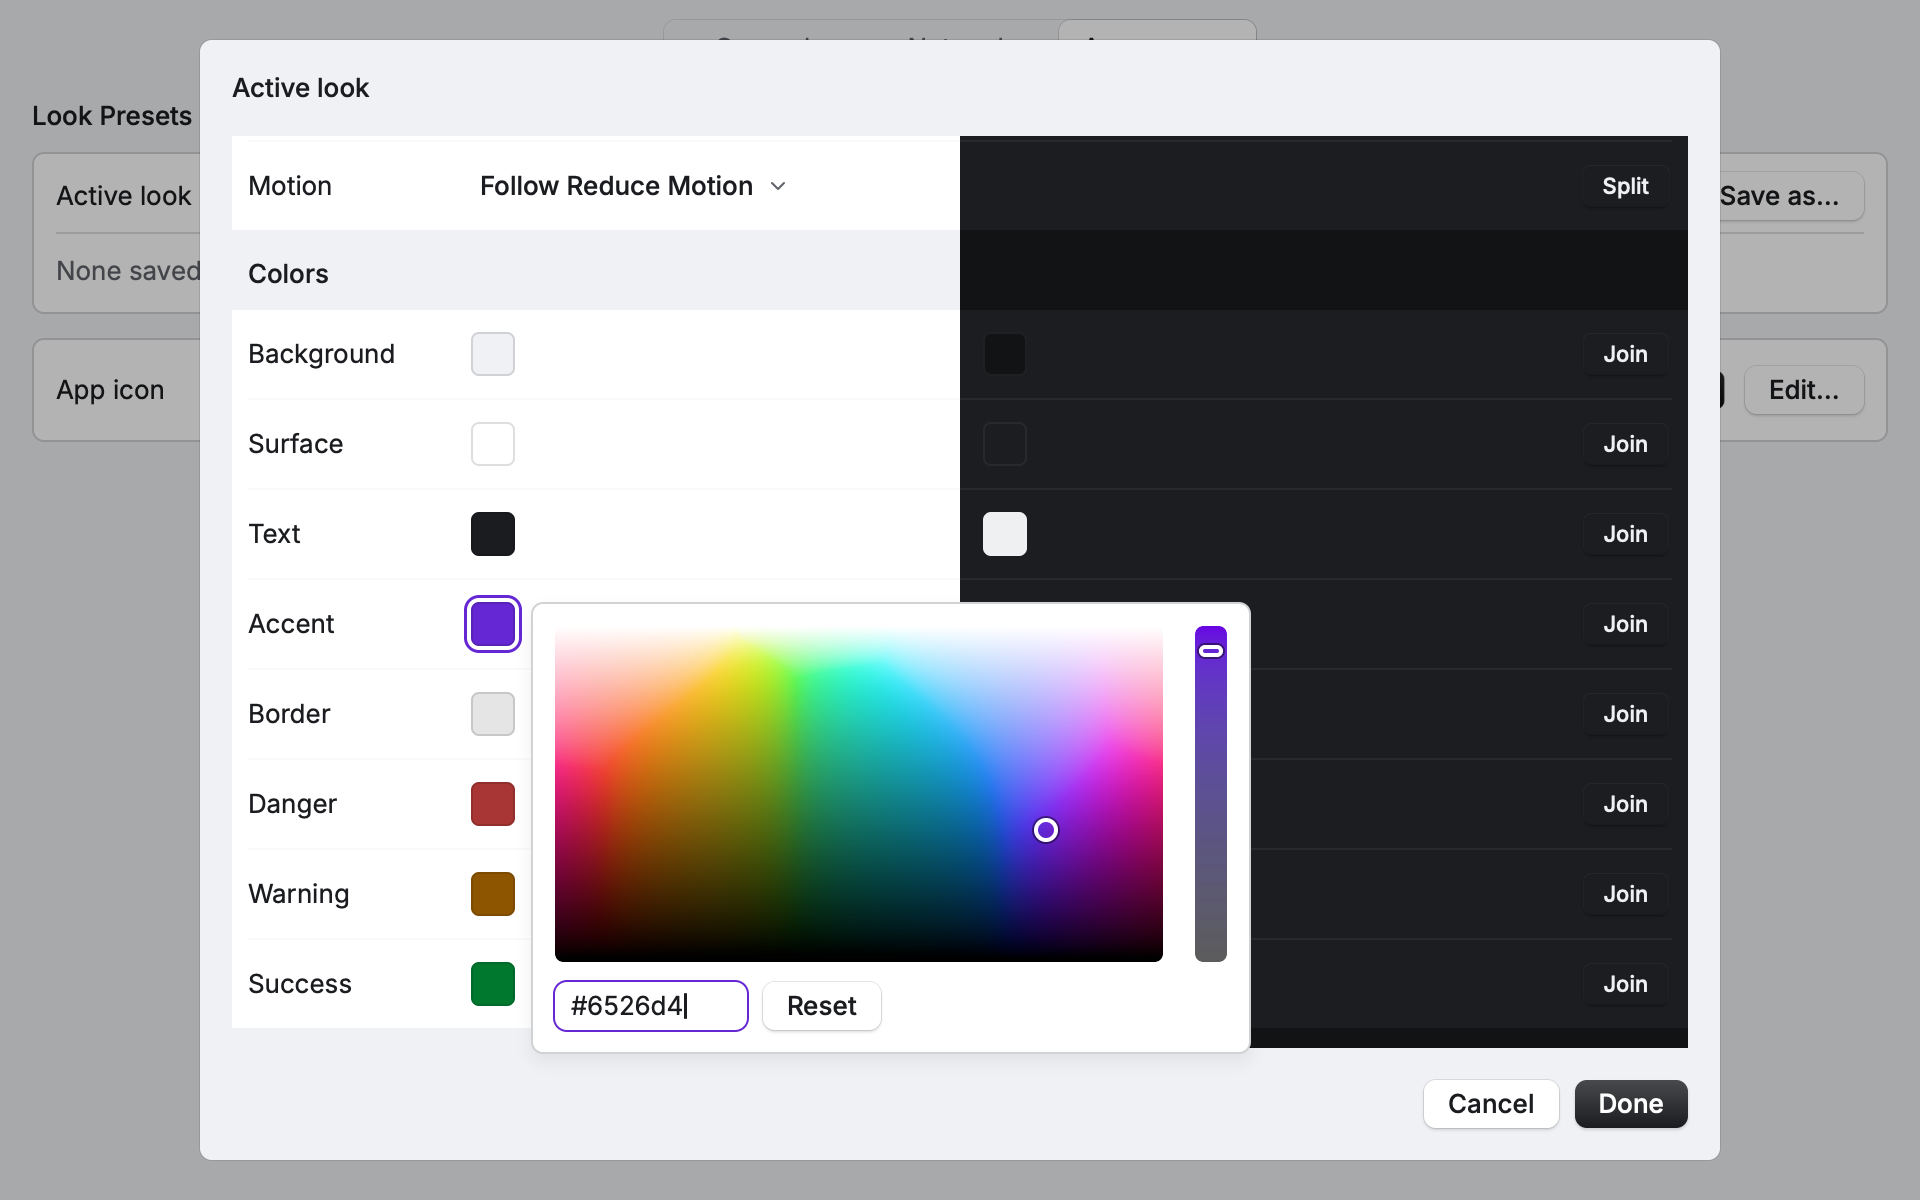 Active look
Look Presets
Motion
Follow Reduce Motion
Split
Active look
Save as...
None saved
Colors
Background
Join
App icon
Edit...
Surface
Join
Text
Join
Accent
Join
Border
Join
Danger
Join
Warning
Join
Success
Join
#6526d4
Reset
Cancel
Done